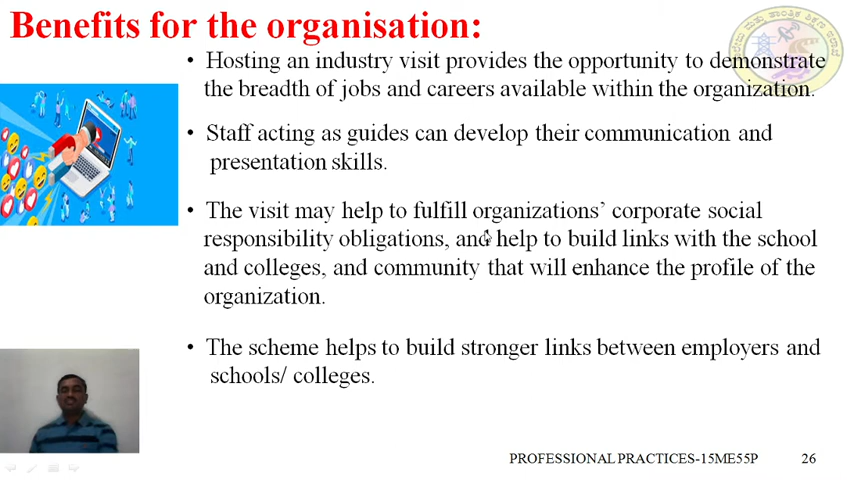 Benefits for the organisation:
• Hosting an industry visit provides the opportunity to demonstrate
the breadth of jobs and careers available within the organization.
• Staff acting as guides can develop their communication and
presentation skills.
• The visit may help to fulfill organizations’ corporate social
responsibility obligations, and help to build links with the school
and colleges, and community that will enhance the profile of the
organization.
• The scheme helps to build stronger links between employers and
schools/ colleges.
PROFESSIONAL PRACTICES-15ME55P 26